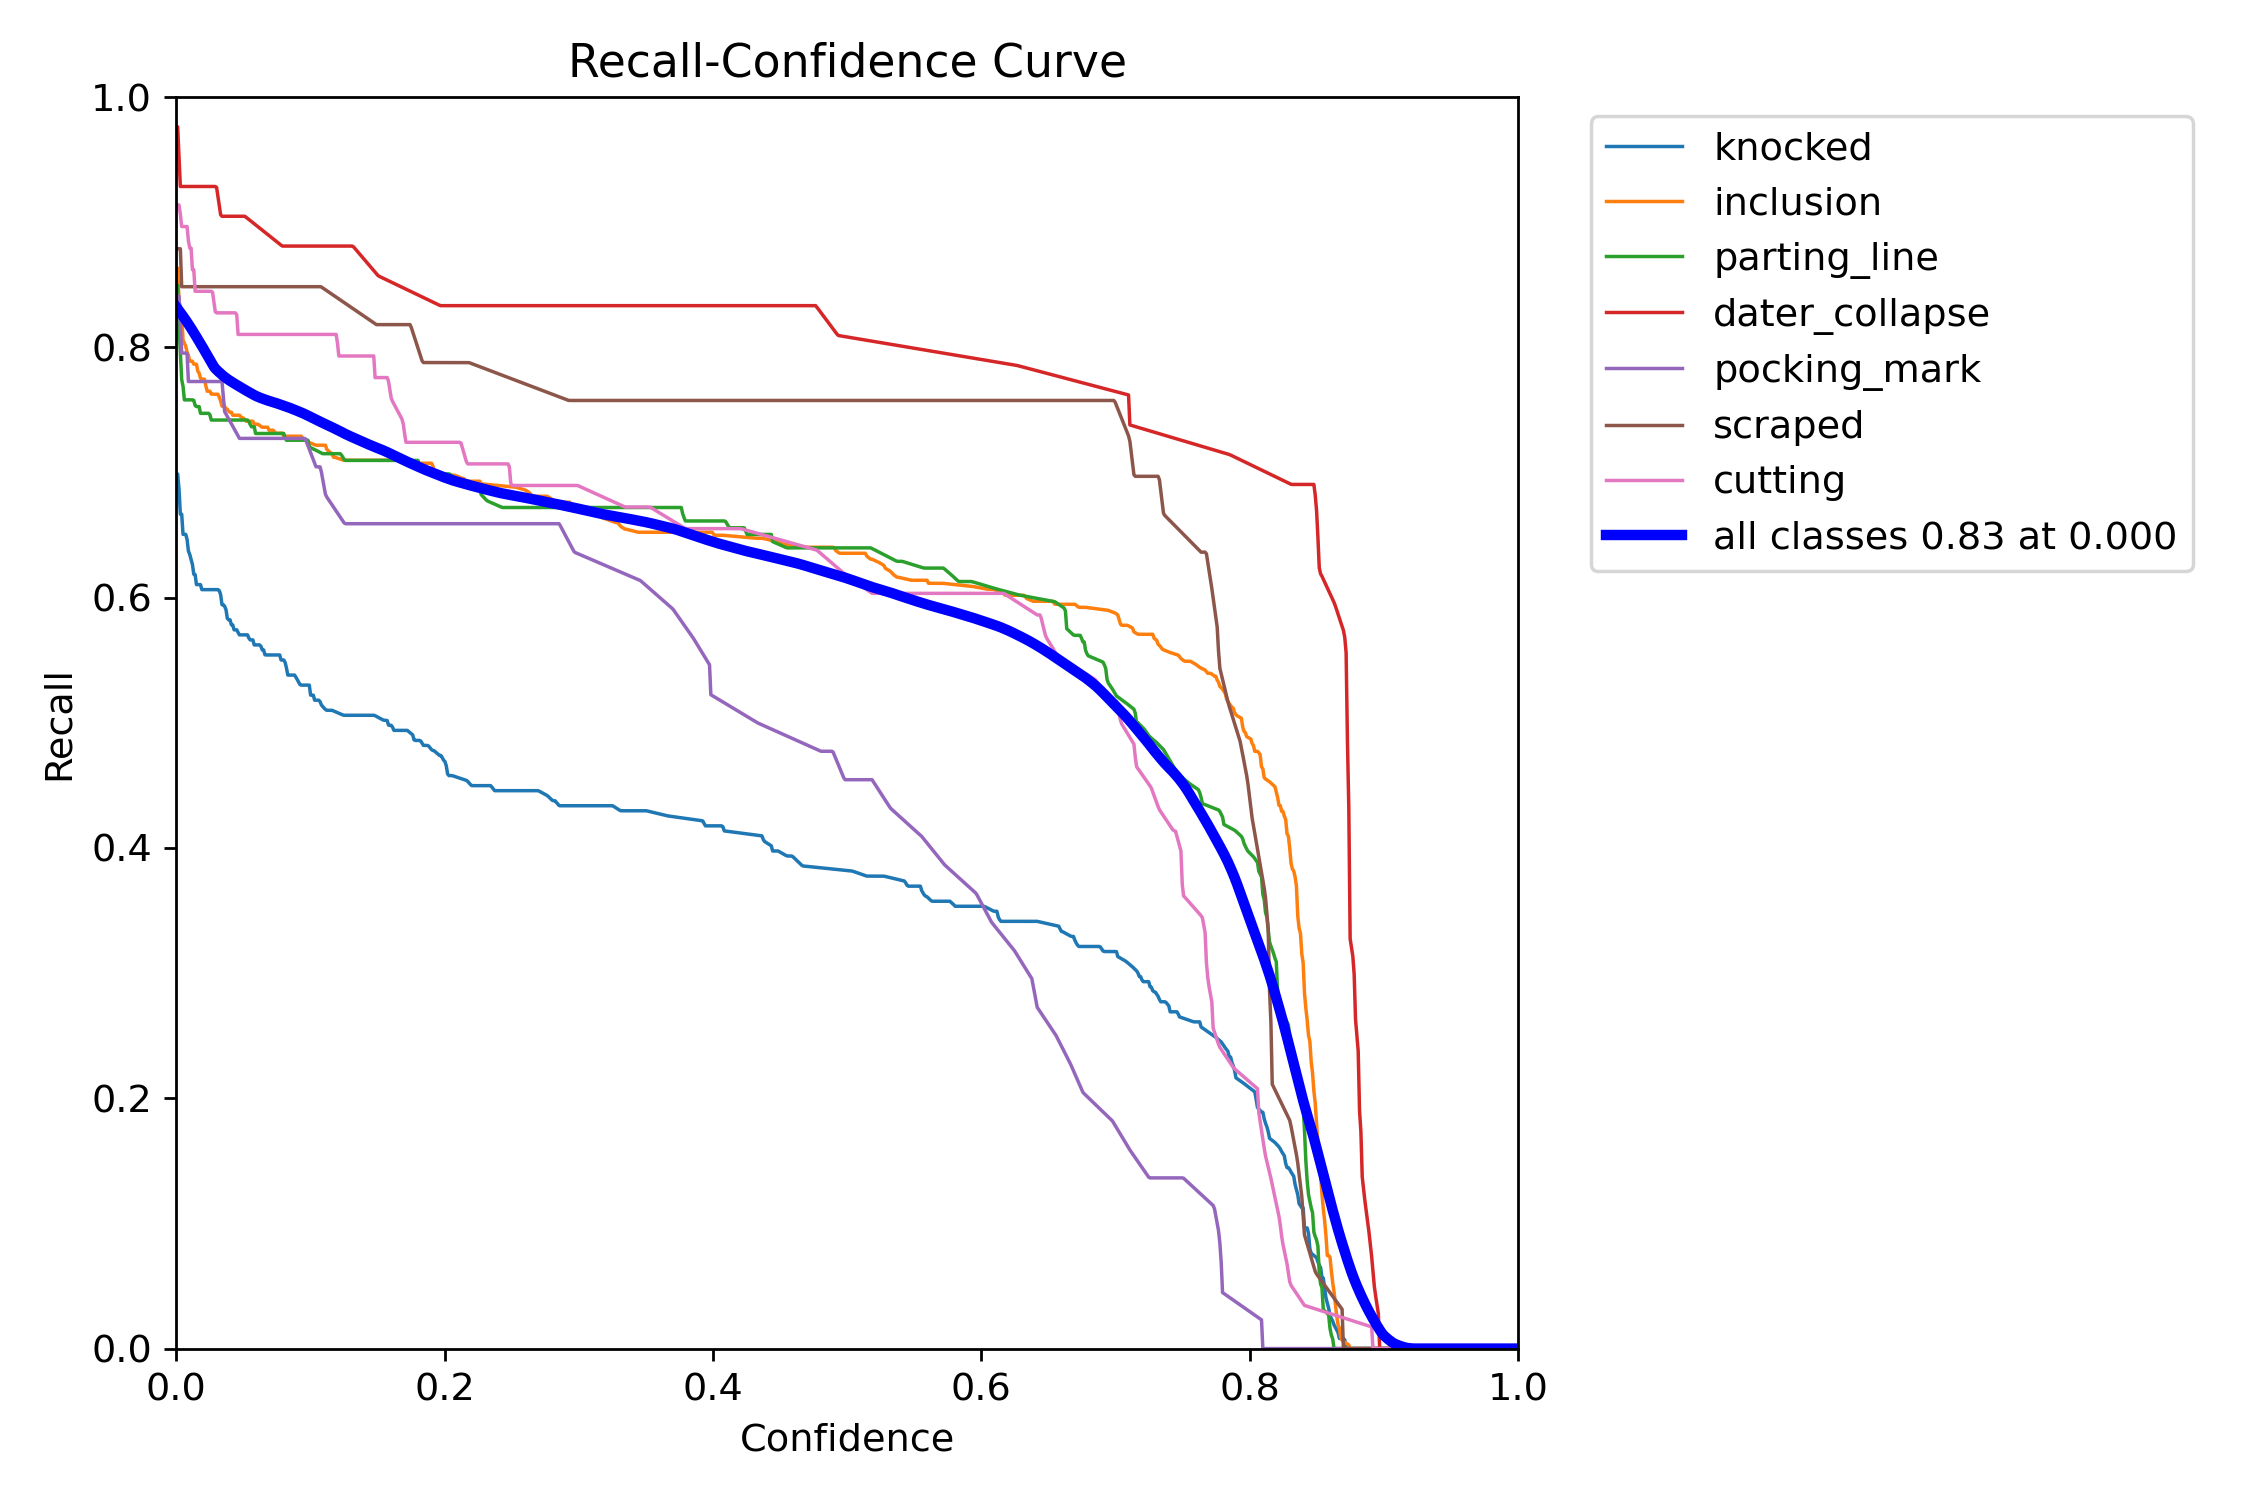 Recall-Confidence Curve
1.0
0.8
0.6
0.4
0.2
0.0
Recall
0.0 0.2 0.4 0.6 0.8 1.0
Confidence
knocked
inclusion
parting_line
dater_collapse
pocking_mark
scraped
cutting
all classes 0.83 at 0.000